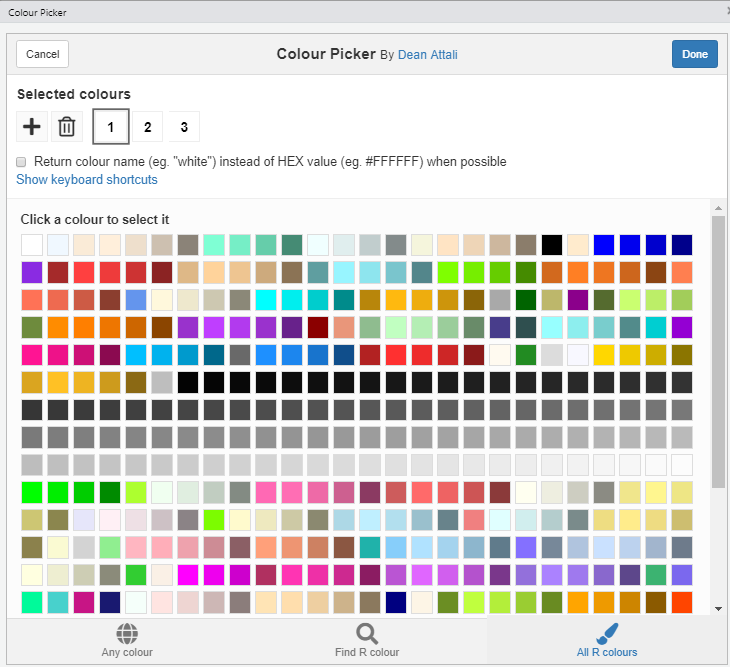 Colour Picker
Cancel
Colour Picker By Dean Attali
Done
Selected colours
1 2 3
Return colour name (eg. "white") instead of HEX value (eg. #FFFFFF) when possible
Show keyboard shortcuts
Click a colour to select it
Any colour
Find R colour
All R colours